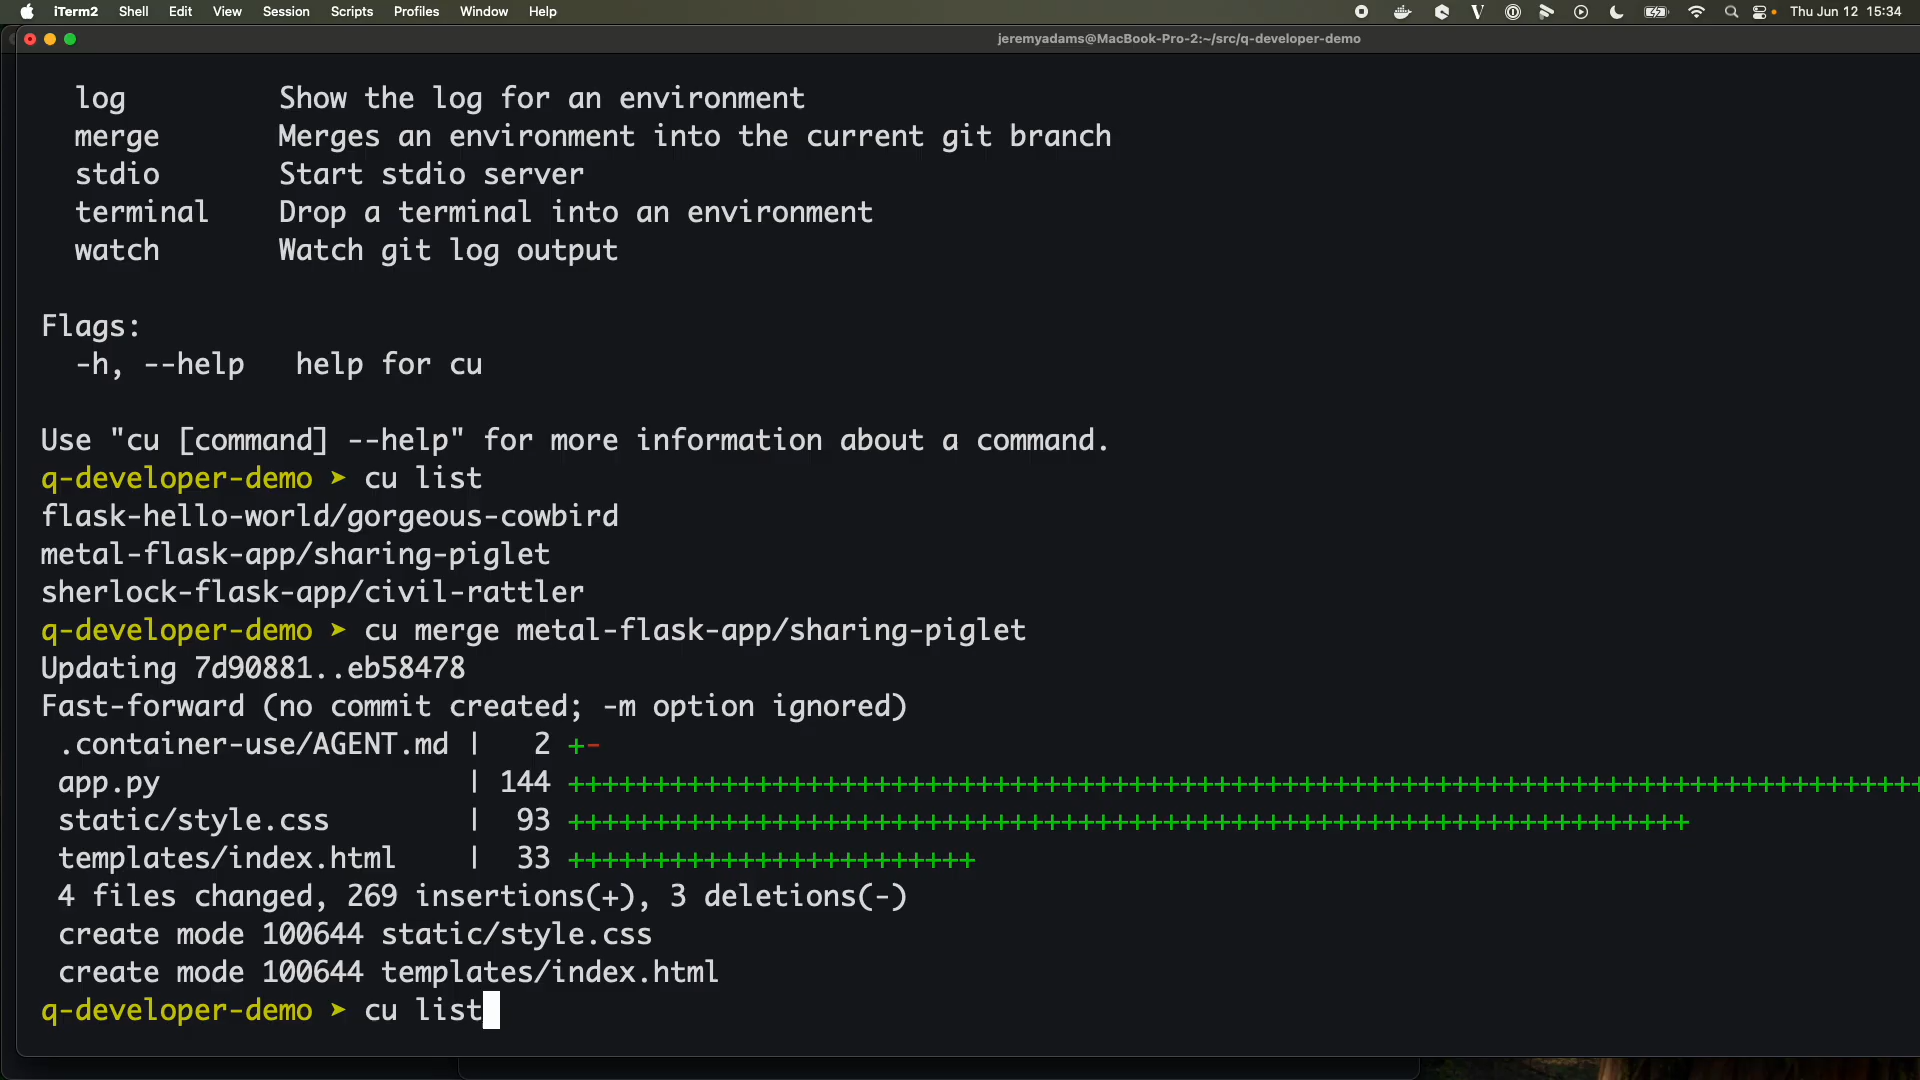 iTerm2 Shell Edit View Session Scripts Profiles Window Help Thu Jun 12 15:34
jeremyadams@MacBook-Pro-2:~/src/q-developer-demo
log Show the log for an environment
merge Merges an environment into the current git branch
stdio Start stdio server
terminal Drop a terminal into an environment
watch Watch git log output
Flags:
-h, --help help for cu
Use "cu [command] --help" for more information about a command.
q-developer-demo ➤ cu list
flask-hello-world/gorgeous-cowbird
metal-flask-app/sharing-piglet
sherlock-flask-app/civil-rattler
q-developer-demo ➤ cu merge metal-flask-app/sharing-piglet
Updating 7d90881..eb58478
Fast-forward (no commit created; -m option ignored)
.container-use/AGENT.md | 2 +-
app.py | 144 +++++++++++++++++++++++++++++++++++++++++++++++++++++++++++++++++++++++++++++++
static/style.css | 93 ++++++++++++++++++++++++++++++++++++++++++++++++++++++++++++++++++
templates/index.html | 33 ++++++++++++++++++++++++
4 files changed, 269 insertions(+), 3 deletions(-)
create mode 100644 static/style.css
create mode 100644 templates/index.html
q-developer-demo ➤ cu list